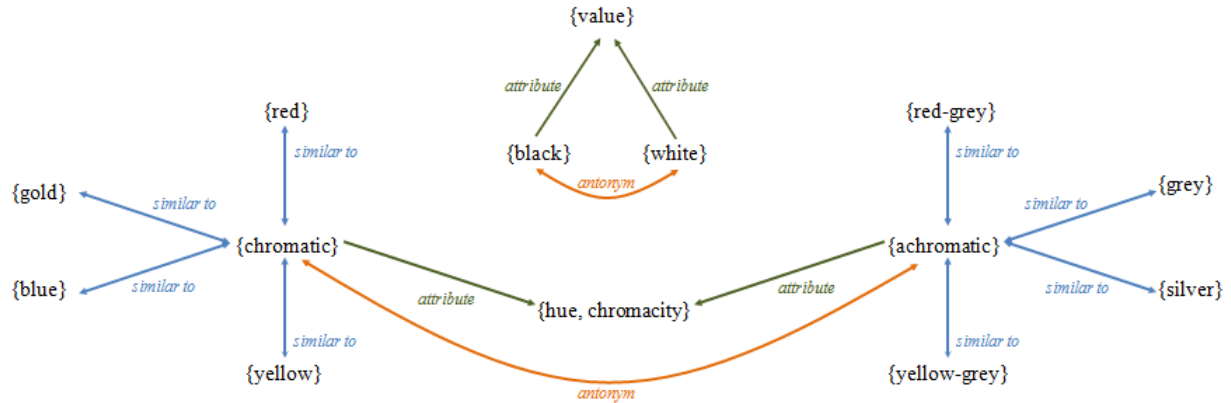 {value}
attribute
attribute
{red}
{red-grey}
similar to
{black}
{white}
similar to
antonym
{gold}
similar to
similar to
{grey}
{chromatic}
{achromatic}
{blue}
similar to
attribute
attribute
similar to
{silver}
{hue, chromacity}
similar to
similar to
{yellow}
{yellow-grey}
antonym